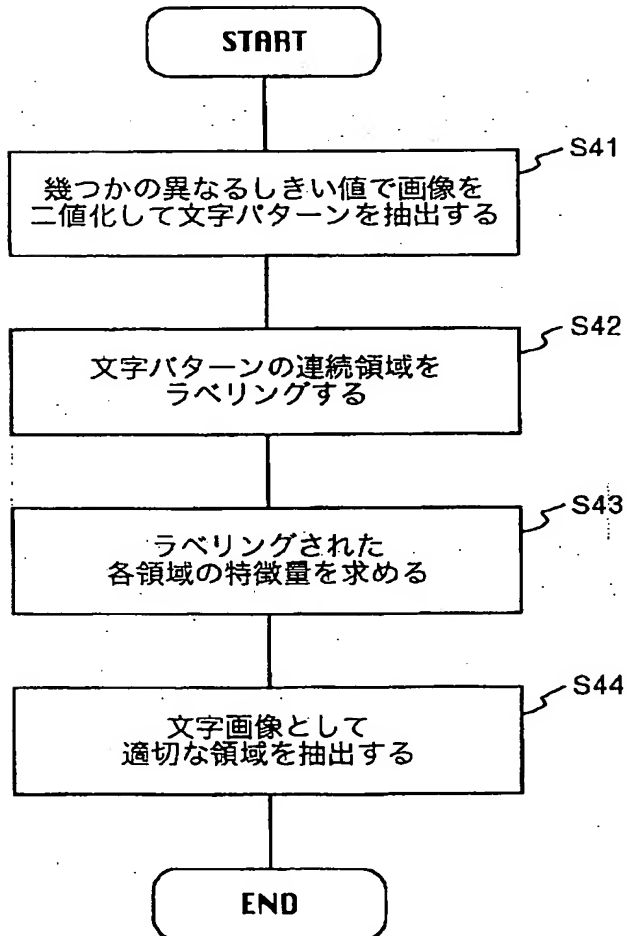 START
S41
幾つかの異なるしきい値で画像を
二値化して文字パターンを抽出する
S42
文字パターンの連続領域を
ラベリングする
S43
ラベリングされた
各領域の特徴量を求める
S44
文字画像として
適切な領域を抽出する
END